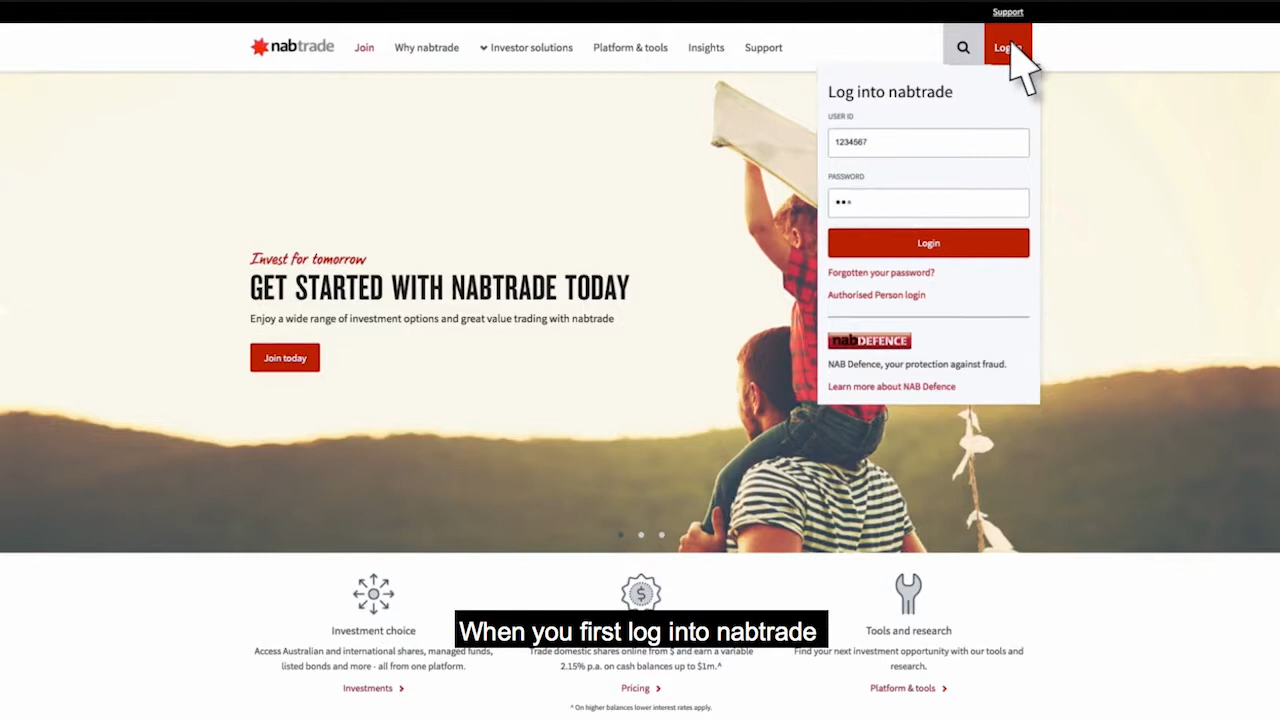 Support
nabtrade
Join
Why nabtrade
Investor solutions
Platform & tools
Insights
Support
Log into nabtrade
USER ID
1234567
PASSWORD
Login
Forgotten your password?
Authorised Person login
nabDEFENCE
NAB Defence, your protection against fraud.
Learn more about NAB Defence
Invest for tomorrow
GET STARTED WITH NABTRADE TODAY
Enjoy a wide range of investment options and great value trading with nabtrade
Join today
Investment choice
Access Australian and international shares, managed funds,
listed bonds and more - all from one platform.
Investments
When you first log into nabtrade
Trade domestic shares online from $ and earn a variable
2.15% p.a. on cash balances up to $1m.^
Pricing
^ On higher balances lower interest rates apply.
Tools and research
Find your next investment opportunity with our tools and
research.
Platform & tools